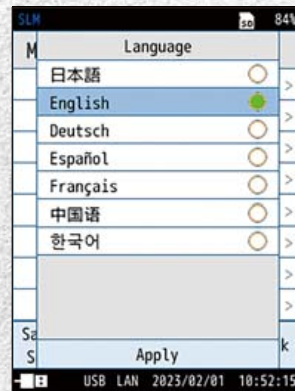 SLM SD 84%
M Language
日本語
English
Deutsch
Español
Français
中国语
한국어
Sa
S Apply k
USB LAN 2023/02/01 10:52:15